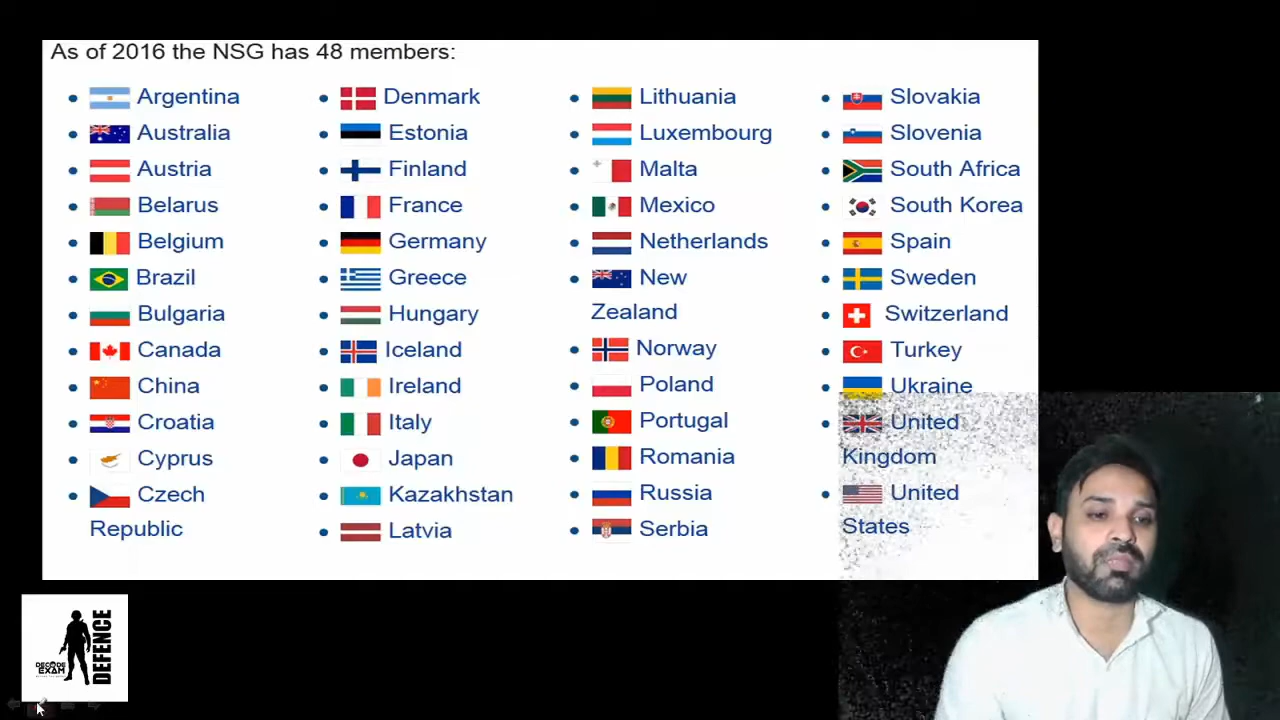 As of 2016 the NSG has 48 members:
Argentina
Australia
Austria
Belarus
Belgium
Brazil
Bulgaria
Canada
China
Croatia
Cyprus
Czech
Republic
Denmark
Estonia
Finland
France
Germany
Greece
Hungary
Iceland
Ireland
Italy
Japan
Kazakhstan
Latvia
Lithuania
Luxembourg
Malta
Mexico
Netherlands
New
Zealand
Norway
Poland
Portugal
Romania
Russia
Serbia
Slovakia
Slovenia
South Africa
South Korea
Spain
Sweden
Switzerland
Turkey
Ukraine
United
Kingdom
United
States
DECODE
EXAM
DEFENCE